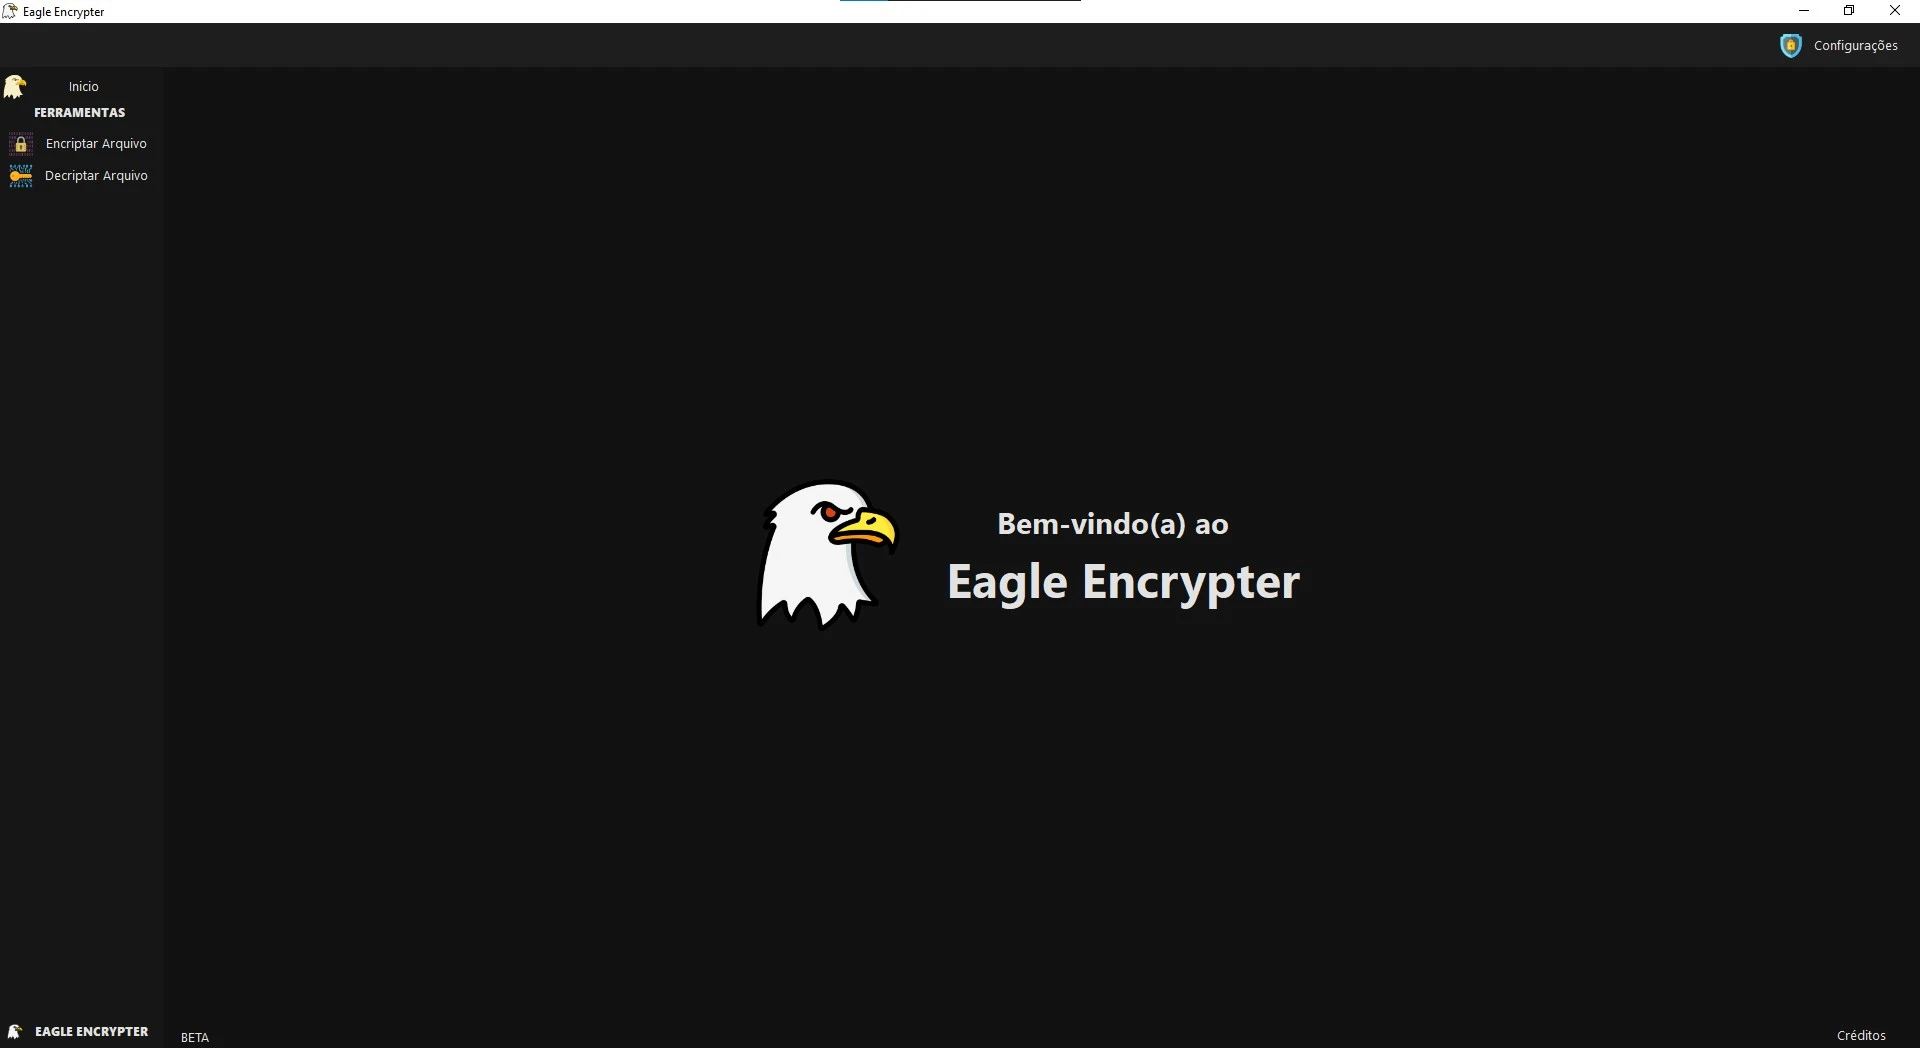 Eagle Encrypter
Configurações
Inicio
FERRAMENTAS
Encriptar Arquivo
Decriptar Arquivo
Bem-vindo(a) ao
Eagle Encrypter
EAGLE ENCRYPTER
BETA
Créditos